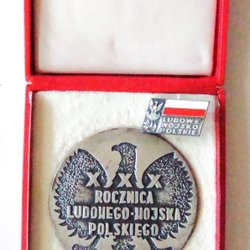 LUDOWE
WOJSKO
POLSKIE
XXX
ROCZNICA
LUDOWEGO-WOJSKA
POLSKIEGO